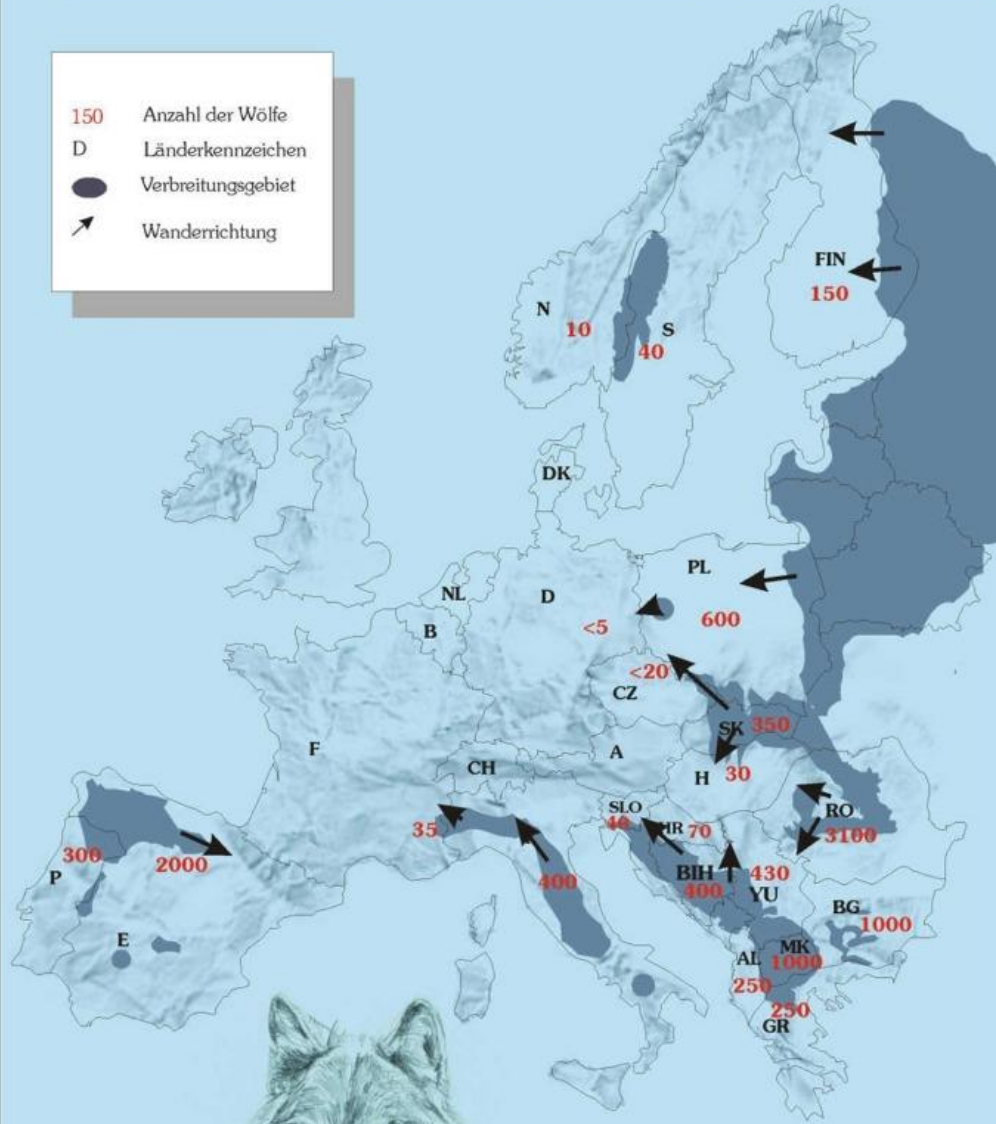 150 Anzahl der Wölfe
D Länderkennzeichen
Verbreitungsgebiet
Wanderrichtung
FIN
150
N
10
S
40
DK
PL
600
NL
D
<5
B
<20
CZ
SK 350
F
A
CH
H 30
SLO
40
HR 70
RO
3100
35
300
P
2000
400
BIH
400
430
YU
BG
1000
E
MK
1000
AL
250
250
GR